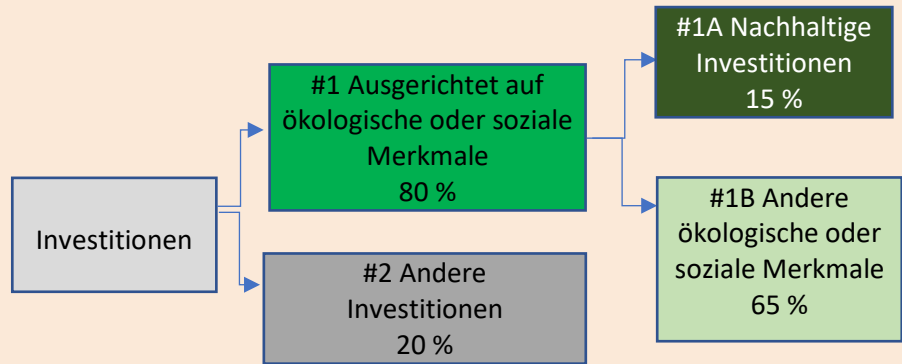 Investitionen
#1 Ausgerichtet auf
ökologische oder soziale
Merkmale
80 %
#2 Andere
Investitionen
20 %
#1A Nachhaltige
Investitionen
15 %
#1B Andere
ökologische oder
soziale Merkmale
65 %